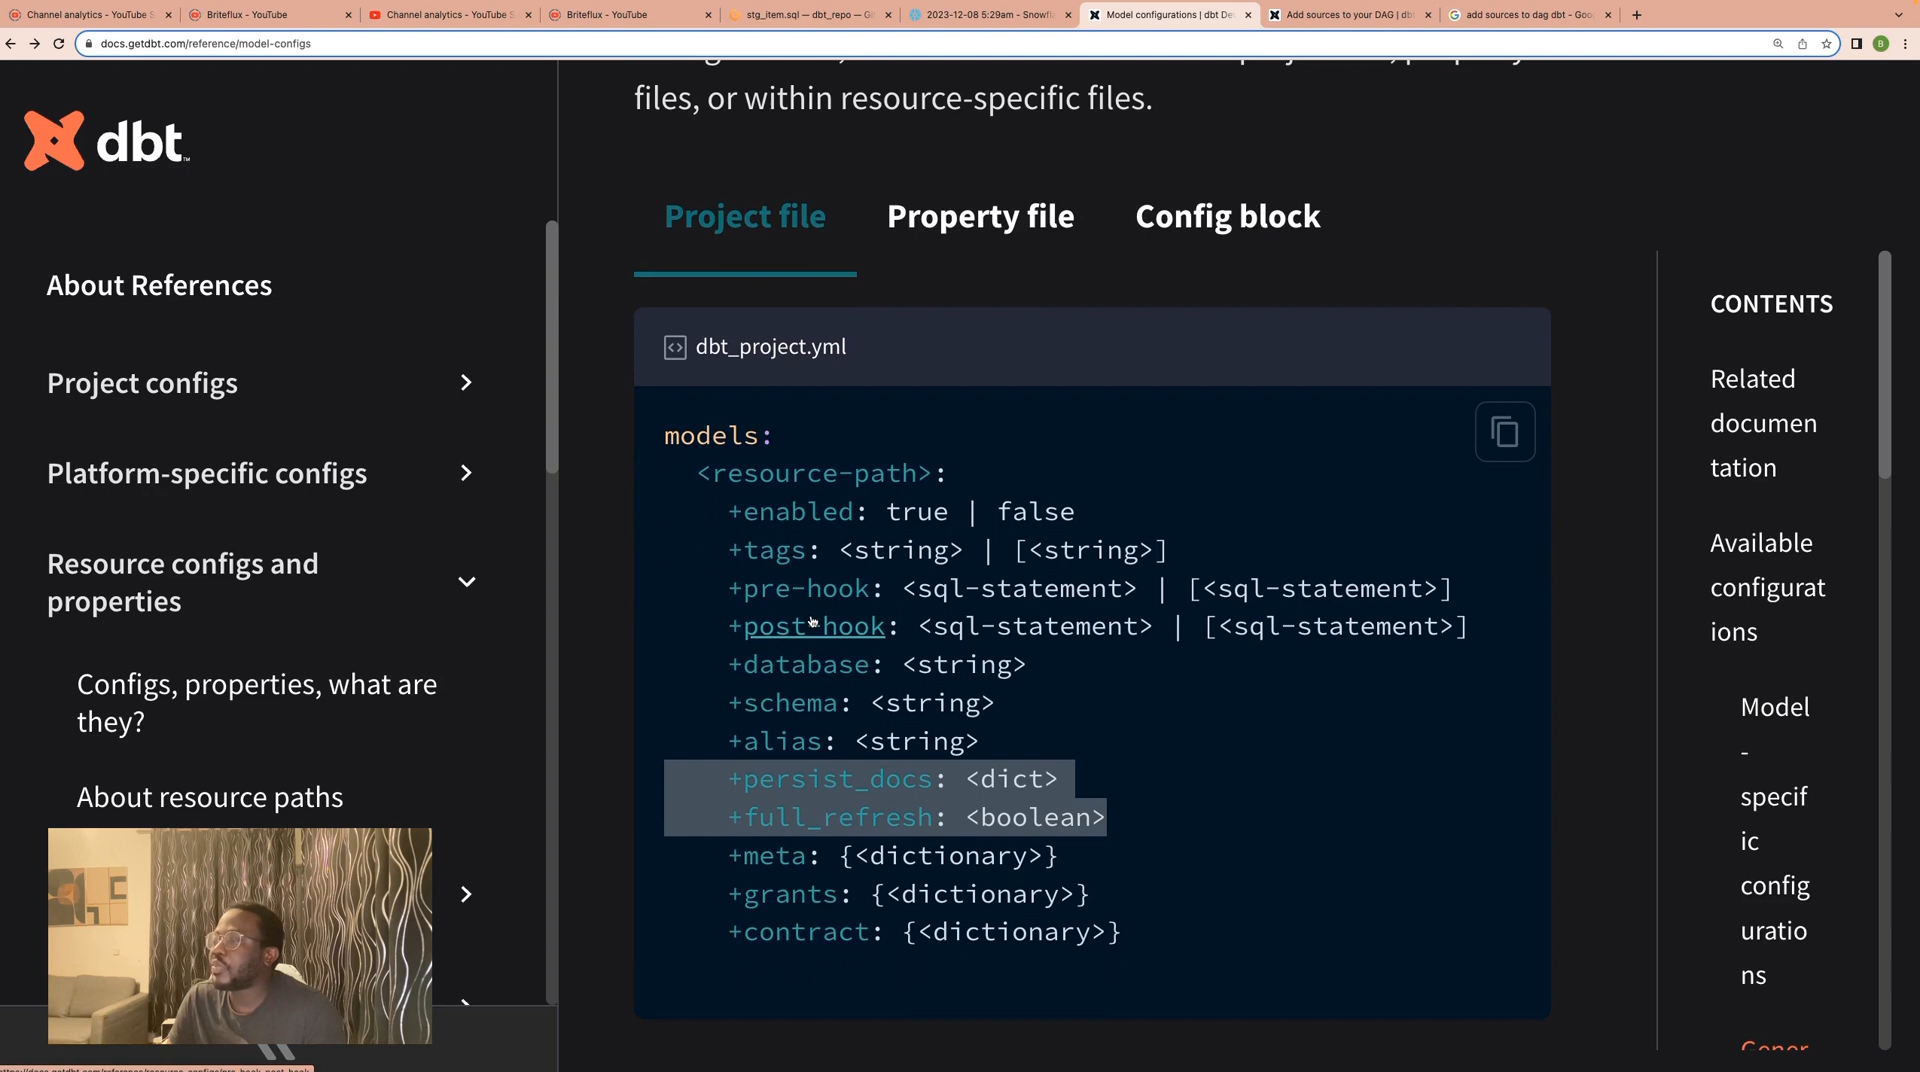 Channel analytics - YouTube S
Briteflux - YouTube
Channel analytics - YouTube S
Briteflux - YouTube
stg_item.sql — dbt_repo — Gi
2023-12-08 5:29am - Snowfl
Model configurations | dbt De
Add sources to your DAG | dbt
add sources to dag dbt - Goo
docs.getdbt.com/reference/model-configs
B
files, or within resource-specific files.
dbt
Project file
Property file
Config block
About References
CONTENTS
dbt_project.yml
Project configs
Related
documen
tation
models:
<resource-path>:
Platform-specific configs
+enabled: true | false
+tags: <string> | [<string>]
Available
configurat
ions
Resource configs and
properties
+pre-hook: <sql-statement> | [<sql-statement>]
+post-hook: <sql-statement> | [<sql-statement>]
+database: <string>
Configs, properties, what are
they?
+schema: <string>
Model
-
specif
ic
config
uratio
ns
+alias: <string>
+persist_docs: <dict>
About resource paths
+full_refresh: <boolean>
+meta: {<dictionary>}
+grants: {<dictionary>}
+contract: {<dictionary>}
Gener